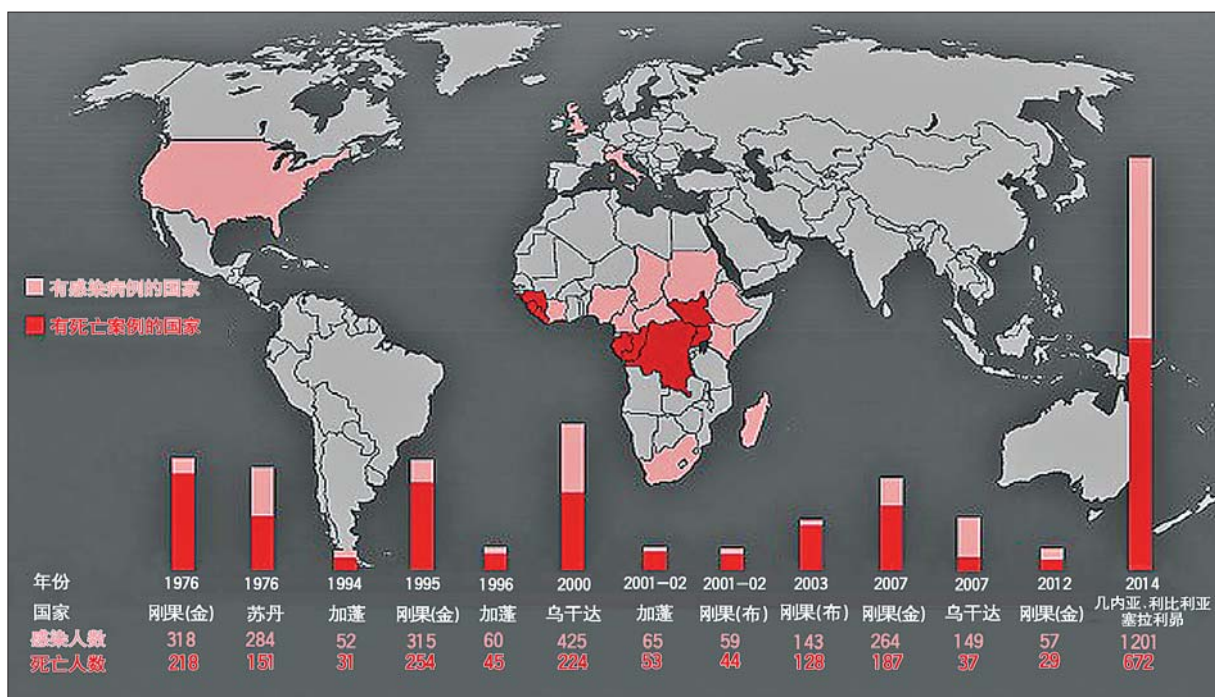 有感染病例的国家
有死亡案例的国家
年份 1976 1976 1994 1995 1996 2000 2001-02 2001-02 2003 2007 2007 2012 2014
国家 刚果(金) 苏丹 加蓬 刚果(金) 加蓬 乌干达 加蓬 刚果(布) 刚果(布) 刚果(金) 乌干达 刚果(金) 几内亚.利比利亚
塞拉利昂
感染人数 318 284 52 315 60 425 65 59 143 264 149 57 1201
死亡人数 218 151 31 254 45 224 53 44 128 187 37 29 672